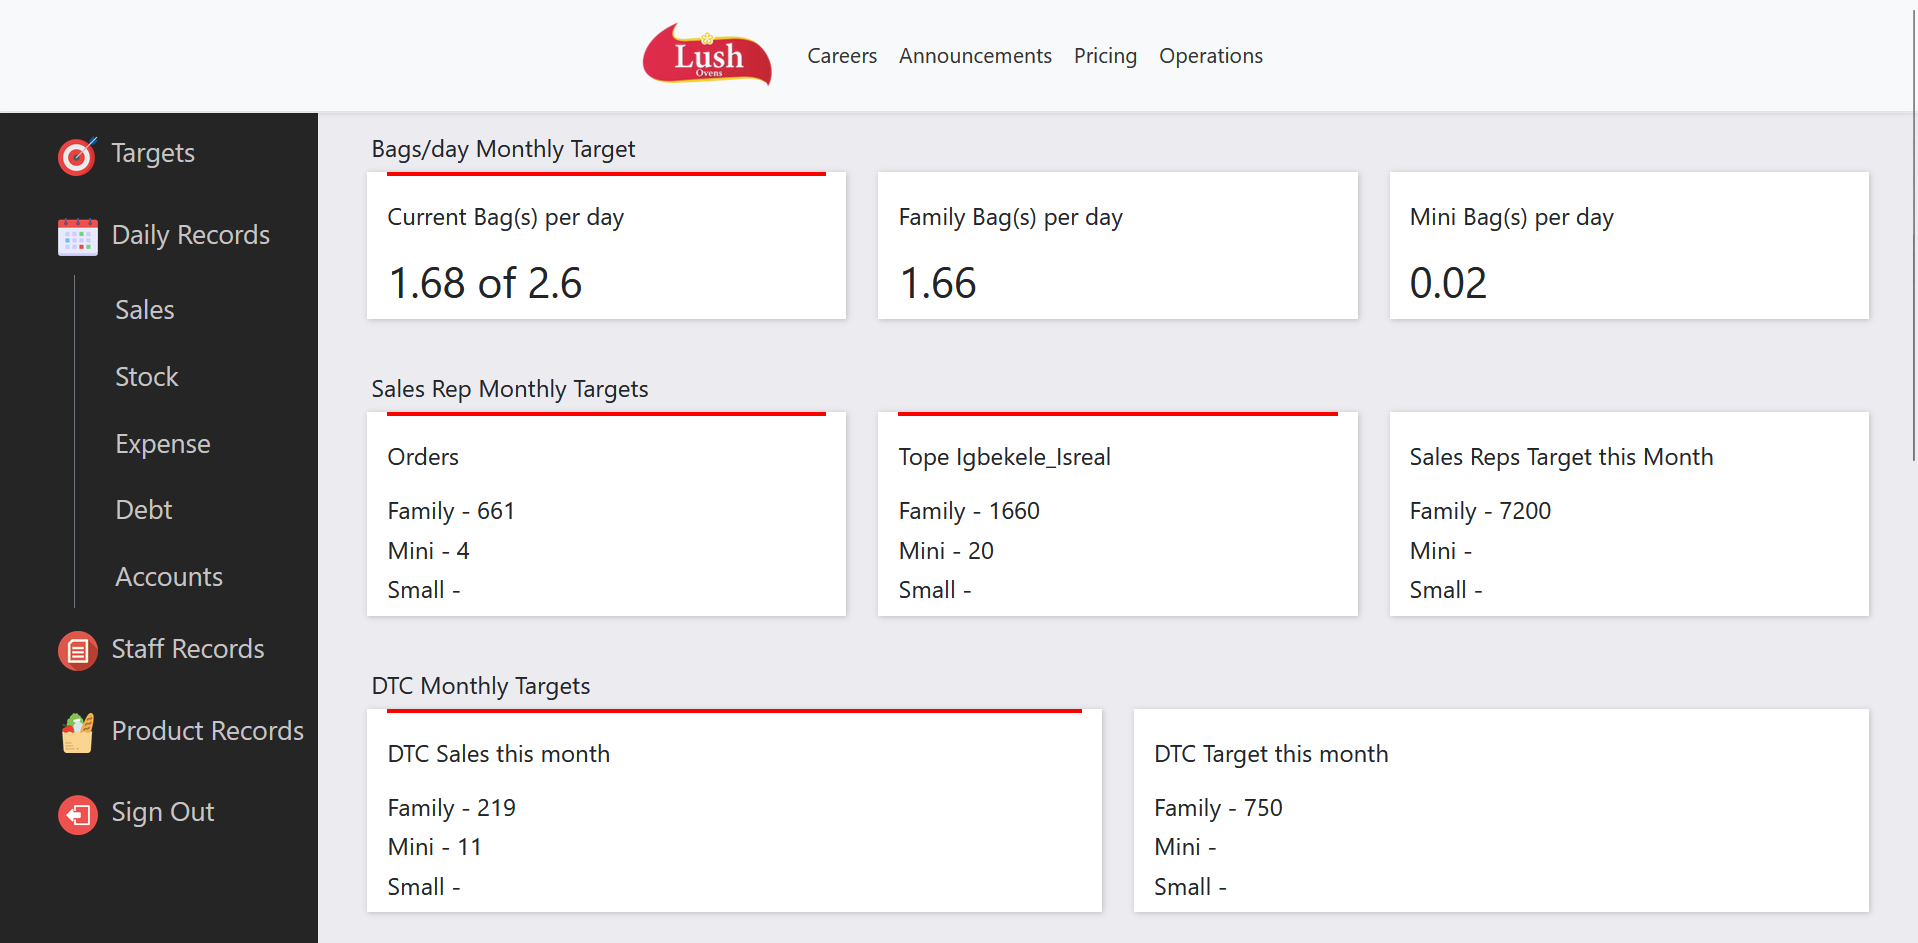 Lush
Ovens
Careers Announcements Pricing Operations
Targets
Daily Records
Sales
Stock
Expense
Debt
Accounts
Staff Records
Product Records
Sign Out
Bags/day Monthly Target
Current Bag(s) per day
1.68 of 2.6
Family Bag(s) per day
1.66
Mini Bag(s) per day
0.02
Sales Rep Monthly Targets
Orders
Family - 661
Mini - 4
Small -
Tope Igbekele_Isreal
Family - 1660
Mini - 20
Small -
Sales Reps Target this Month
Family - 7200
Mini -
Small -
DTC Monthly Targets
DTC Sales this month
Family - 219
Mini - 11
Small -
DTC Target this month
Family - 750
Mini -
Small -